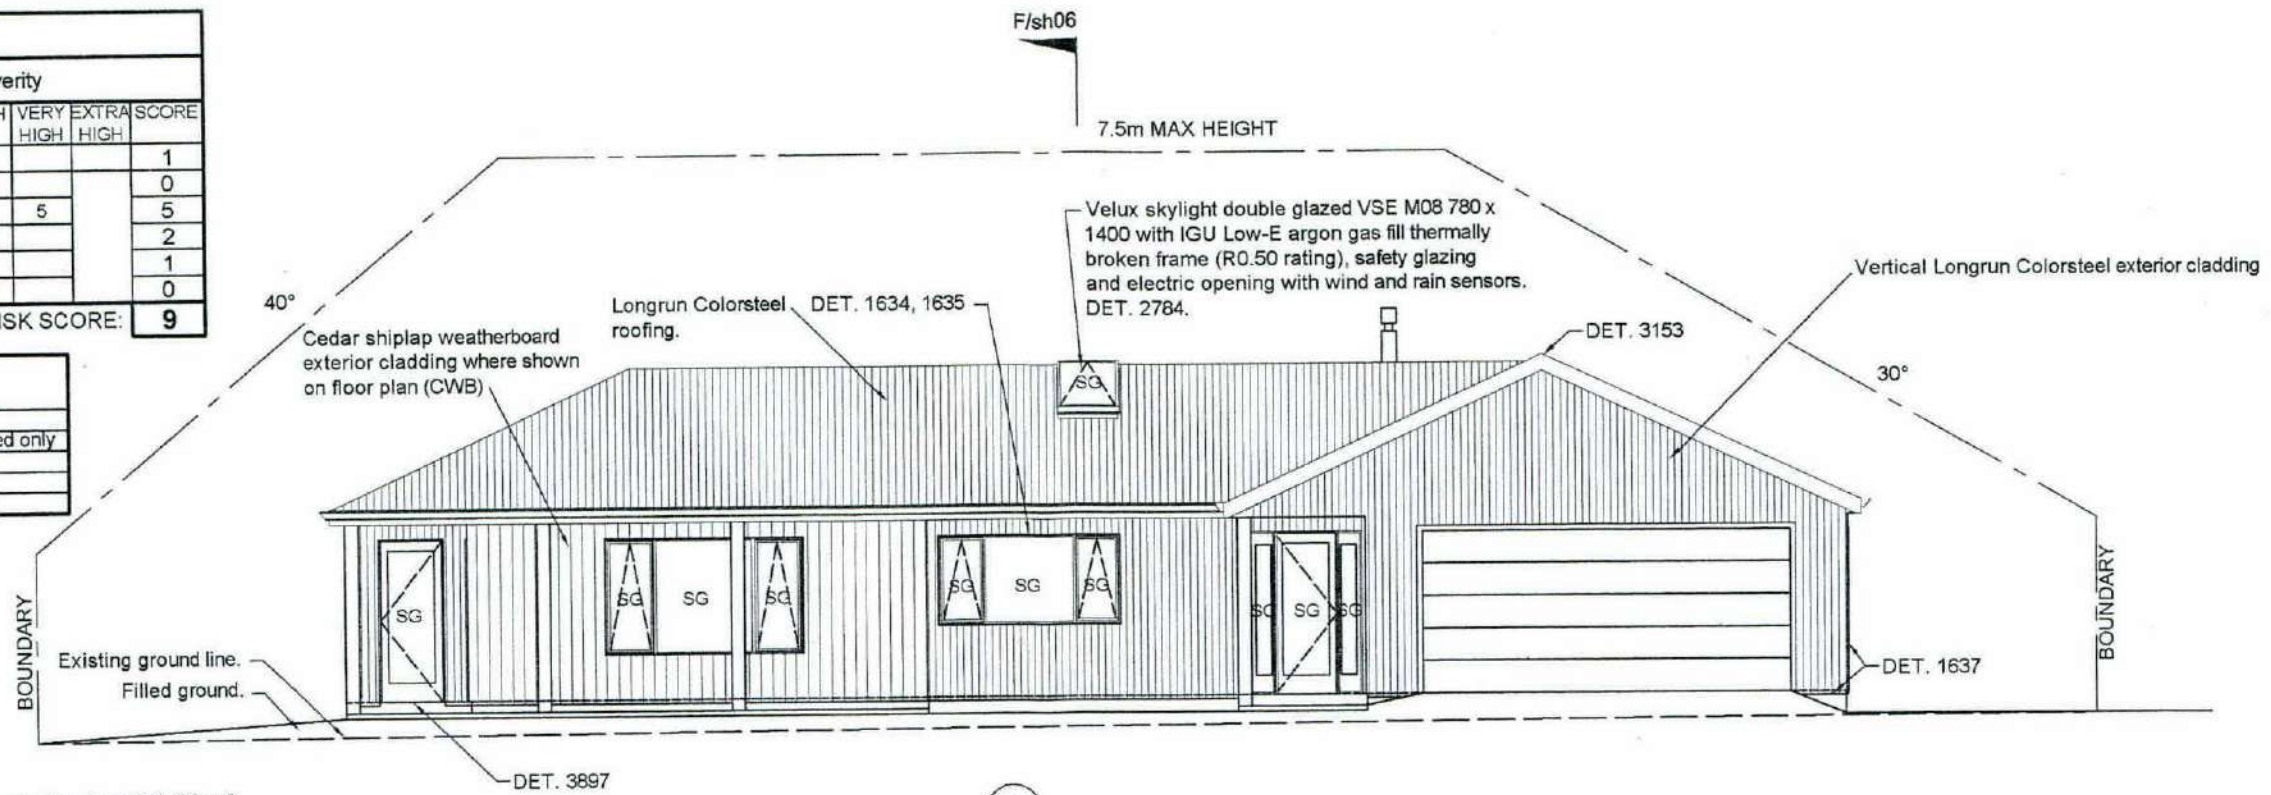 F/sh06
VERY EXTRA SCORE
HIGH HIGH
1
0
5 5
2
1
0
SCORE: 9
only
7.5m MAX HEIGHT
40°
30°
Velux skylight double glazed VSE M08 780 x
1400 with IGU Low-E argon gas fill thermally
broken frame (R0.50 rating), safety glazing
and electric opening with wind and rain sensors.
DET. 2784.
Vertical Longrun Colorsteel exterior cladding
Longrun Colorsteel
roofing.
DET. 1634, 1635
Cedar shiplap weatherboard
exterior cladding where shown
on floor plan (CWB)
DET. 3153
SG
SG
SG
SG
SG
SG
SG
SG
SG
SG
SG
BOUNDARY
BOUNDARY
Existing ground line.
Filled ground.
DET. 1637
DET. 3897